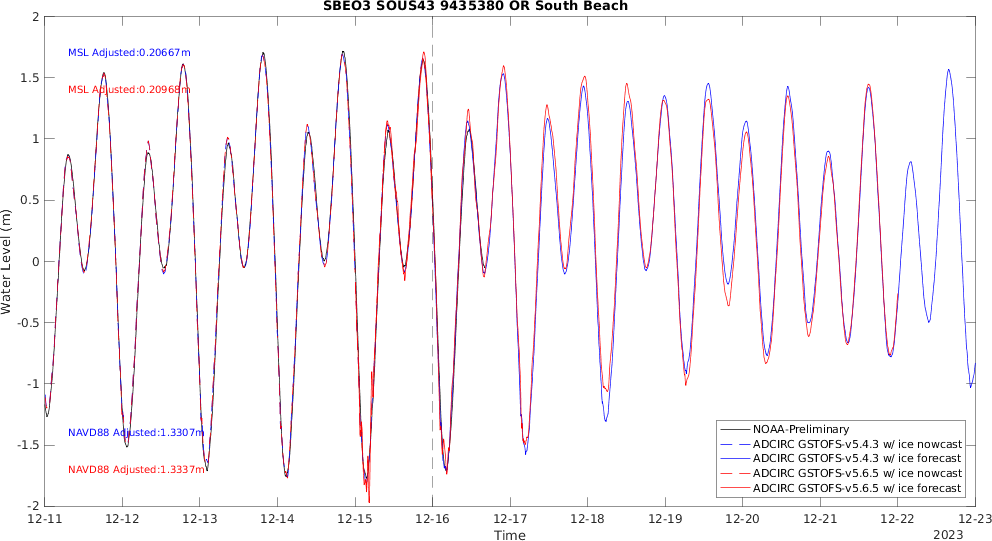 SBEO3 SOUS43 9435380 OR South Beach
MSL Adjusted:0.20667m
MSL Adjusted:0.20968m
NAVD88 Adjusted:1.3307m
NAVD88 Adjusted:1.3337m
Water Level (m)
2
1.5
1
0.5
0
-0.5
-1
-1.5
-2
NOAA-Preliminary
ADCIRC GSTOFS-v5.4.3 w/ ice nowcast
ADCIRC GSTOFS-v5.4.3 w/ ice forecast
ADCIRC GSTOFS-v5.6.5 w/ ice nowcast
ADCIRC GSTOFS-v5.6.5 w/ ice forecast
12-11 12-12 12-13 12-14 12-15 12-16 12-17 12-18 12-19 12-20 12-21 12-22 12-23
Time
2023